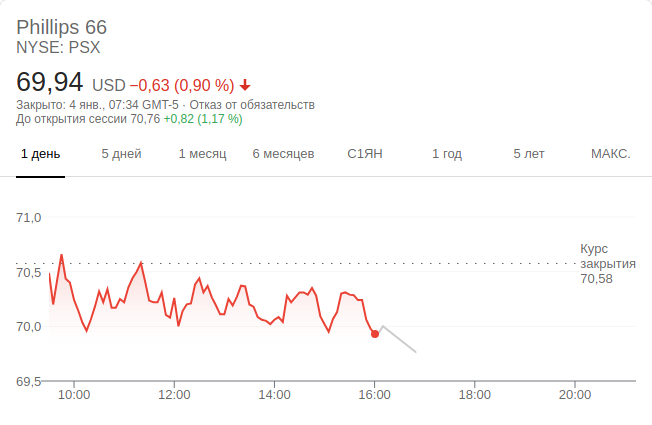 Phillips 66
NYSE: PSX
69,94 USD −0,63 (0,90 %)
Закрыто: 4 янв., 07:34 GMT-5 · Отказ от обязательств
До открытия сессии 70,76 +0,82 (1,17 %)
1 день 5 дней 1 месяц 6 месяцев С1ЯН 1 год 5 лет МАКС.
71,0
Курс
закрытия
70,58
70,5
70,0
69,5
10:00 12:00 14:00 16:00 18:00 20:00